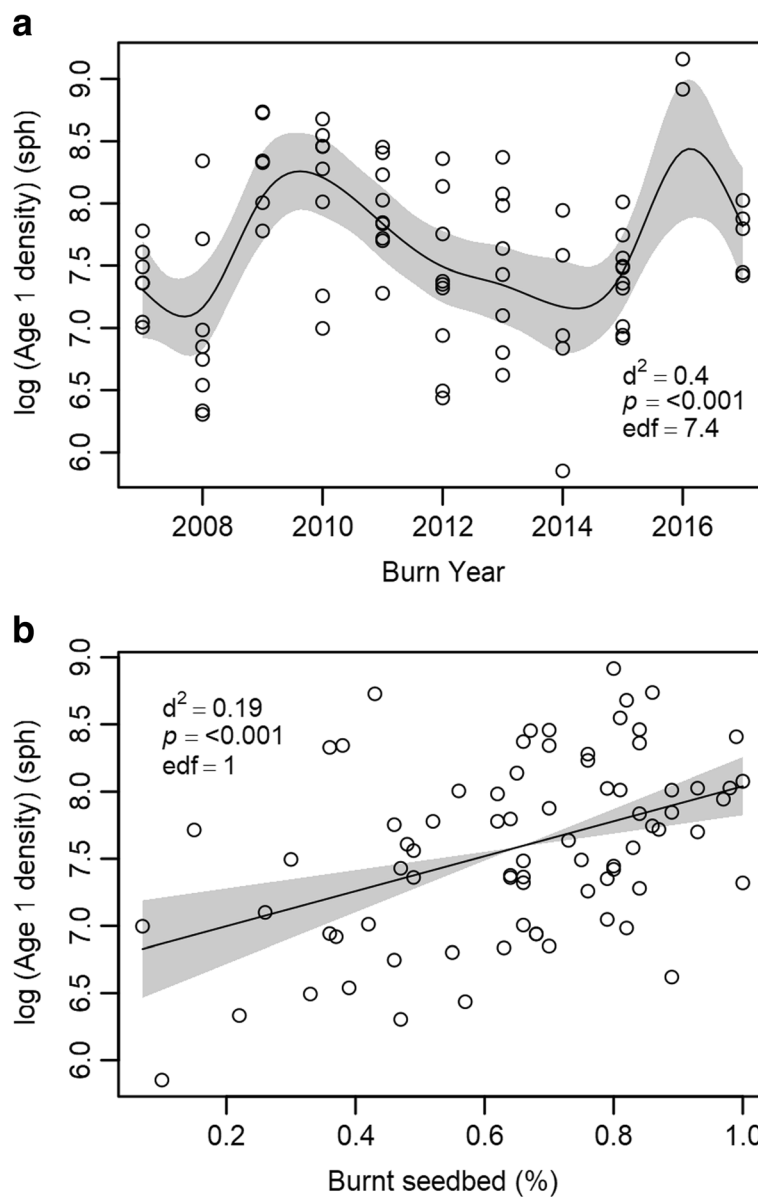 a
log (Age 1 density) (sph)
9.0
8.5
8.0
7.5
7.0
6.5
6.0
d² = 0.4
p = <0.001
edf = 7.4
2008 2010 2012 2014 2016
Burn Year
b
log (Age 1 density) (sph)
9.0
8.5
8.0
7.5
7.0
6.5
6.0
d² = 0.19
p = <0.001
edf = 1
0.2 0.4 0.6 0.8 1.0
Burnt seedbed (%)